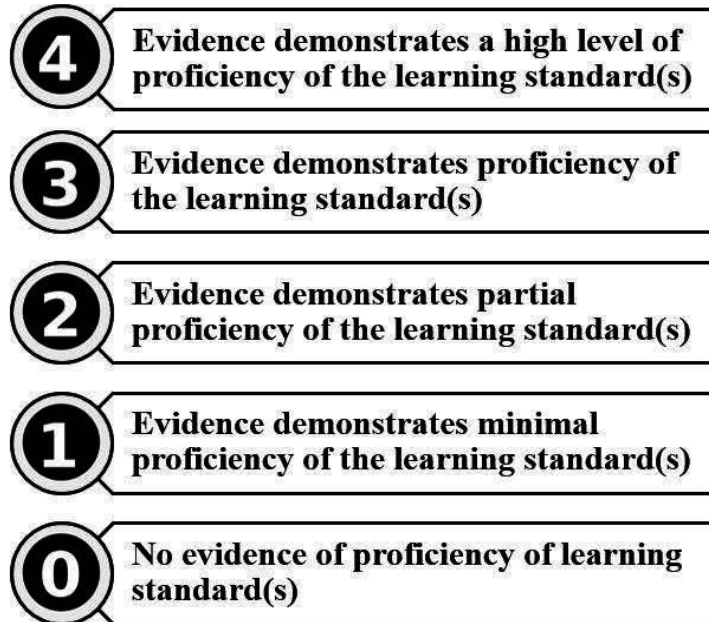 4
Evidence demonstrates a high level of
proficiency of the learning standard(s)
3
Evidence demonstrates proficiency of
the learning standard(s)
2
Evidence demonstrates partial
proficiency of the learning standard(s)
1
Evidence demonstrates minimal
proficiency of the learning standard(s)
0
No evidence of proficiency of learning
standard(s)